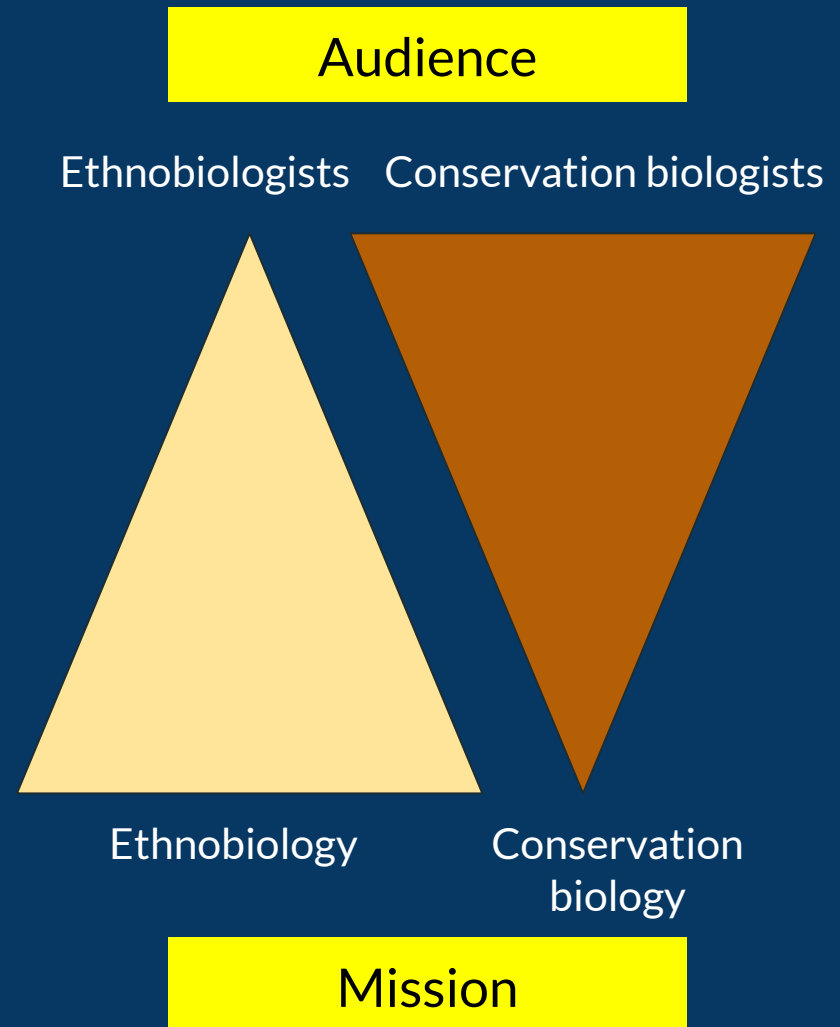 Audience
Ethnobiologists
Conservation biologists
Ethnobiology
Conservation
biology
Mission